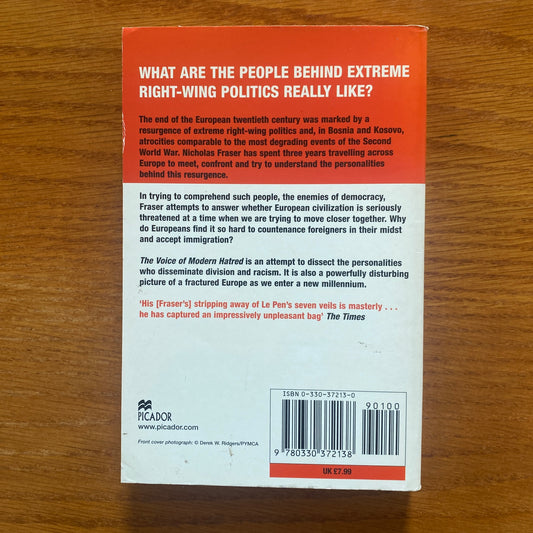 WHAT ARE THE PEOPLE BEHIND EXTREME
RIGHT-WING POLITICS REALLY LIKE?
The end of the European twentieth century was marked by a
resurgence of extreme right-wing politics and, in Bosnia and Kosovo,
atrocities comparable to the most degrading events of the Second
World War. Nicholas Fraser has spent three years travelling across
Europe to meet, confront and try to understand the personalities
behind this resurgence.
In trying to comprehend such people, the enemies of democracy,
Fraser attempts to answer whether European civilization is seriously
threatened at a time when we are trying to move closer together. Why
do Europeans find it so hard to countenance foreigners in their midst
and accept immigration?
The Voice of Modern Hatred is an attempt to dissect the personalities
who disseminate division and racism. It is also a powerfully disturbing
picture of a fractured Europe as we enter a new millennium.
‘His [Fraser's] stripping away of Le Pen's seven veils is masterly . . .
he has captured an impressively unpleasant bag’ The Times
ISBN 0-330-37213-0
90100
9 780330 372138
UK £7.99
PICADOR
www.picador.com
Front cover photograph: © Derek W. Ridgers/PYMCA